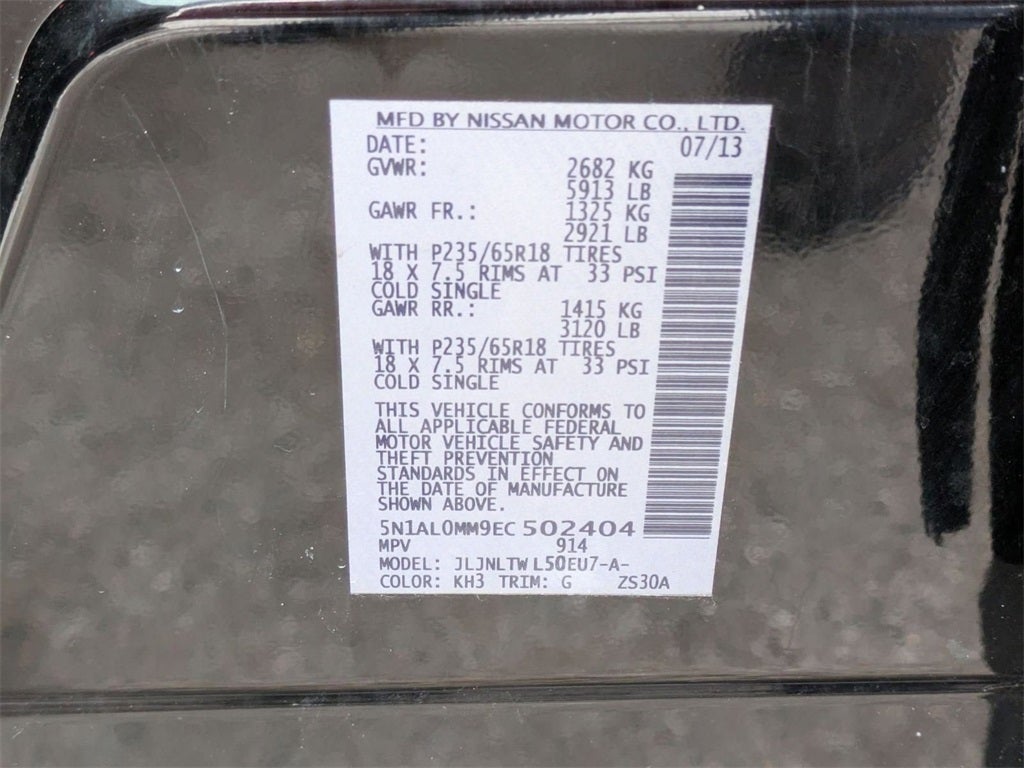 MFD BY NISSAN MOTOR CO., LTD.
DATE: 07/13
GVWR: 2682 KG
5913 LB
GAWR FR.: 1325 KG
2921 LB
WITH P235/65R18 TIRES
18 X 7.5 RIMS AT 33 PSI
COLD SINGLE
GAWR RR.: 1415 KG
3120 LB
WITH P235/65R18 TIRES
18 X 7.5 RIMS AT 33 PSI
COLD SINGLE
THIS VEHICLE CONFORMS TO
ALL APPLICABLE FEDERAL
MOTOR VEHICLE SAFETY AND
THEFT PREVENTION
STANDARDS IN EFFECT ON
THE DATE OF MANUFACTURE
SHOWN ABOVE.
5N1AL0MM9EC 502404
MPV 914
MODEL: JLJNLTW L50EU7-A-
COLOR: KH3 TRIM: G ZS30A